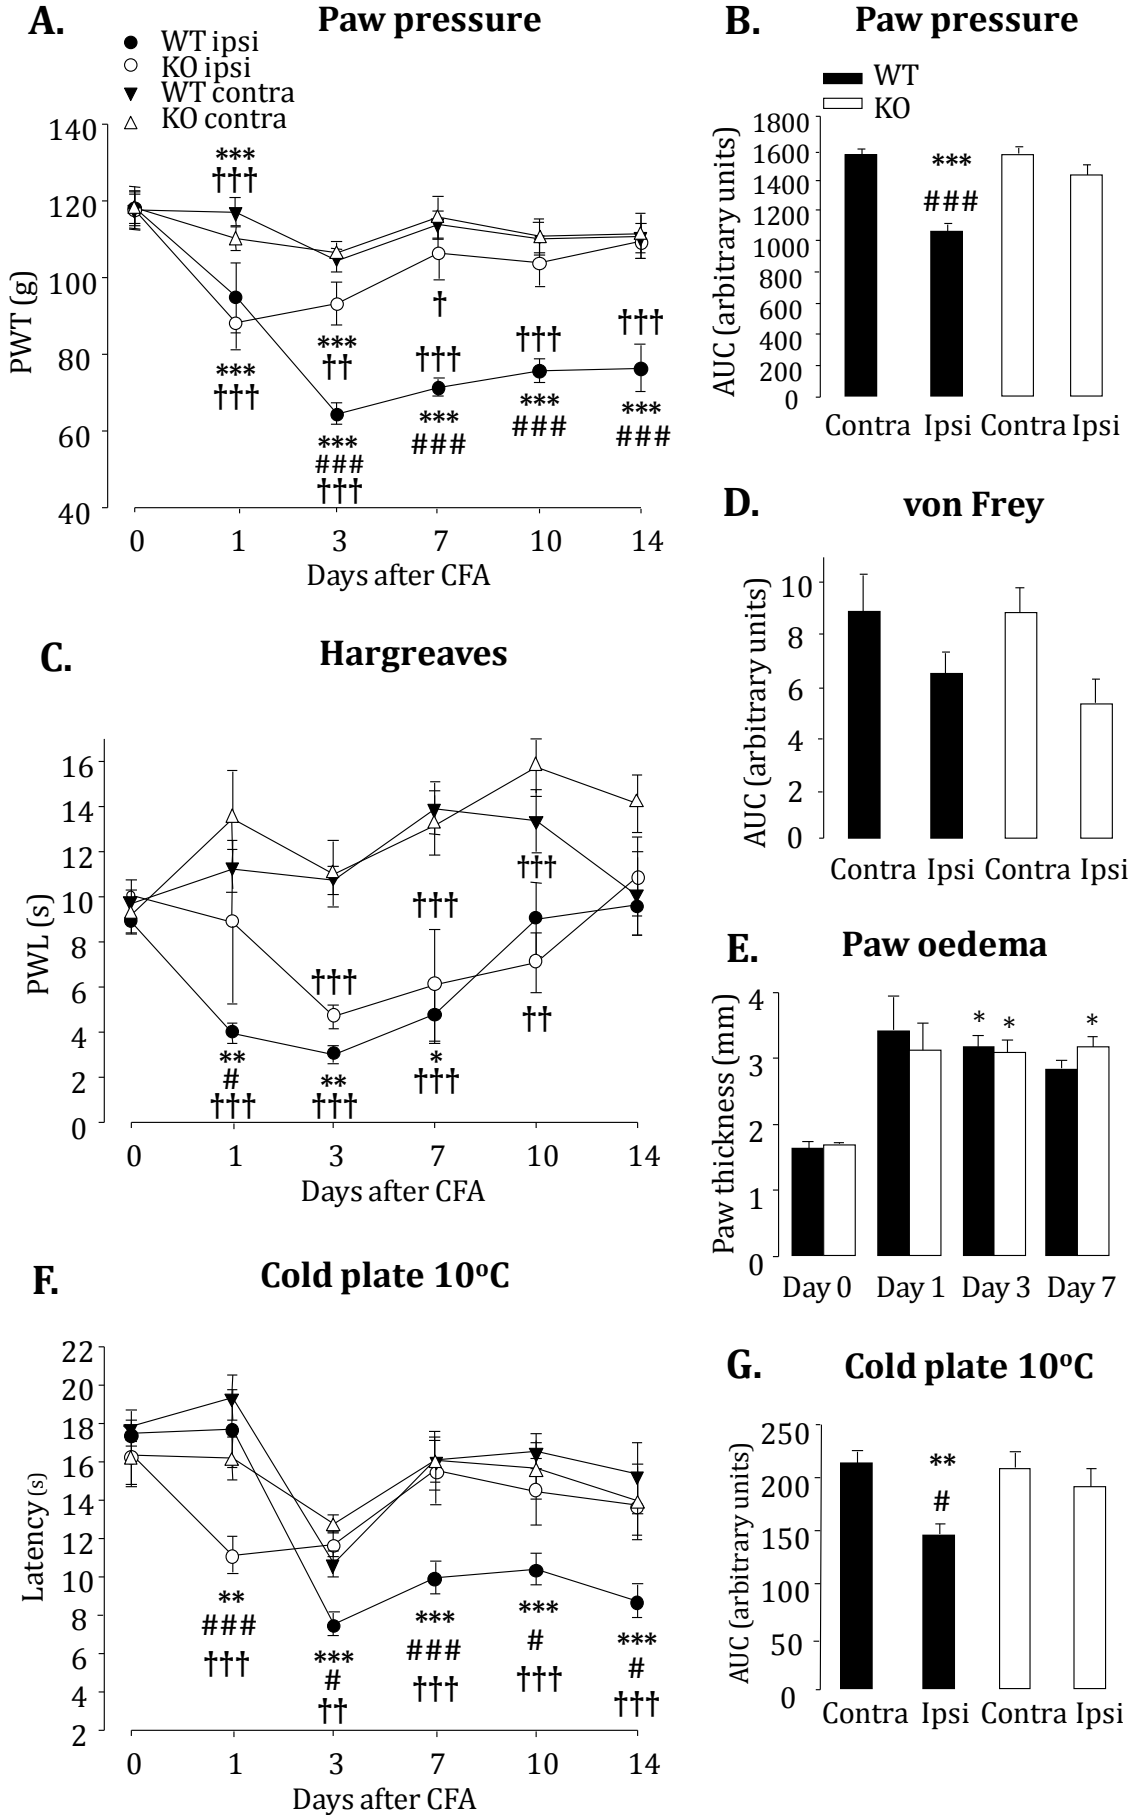 A.
Paw pressure
WT ipsi
KO ipsi
WT contra
KO contra
140
120
100
80
60
40
PWT (g)
***
†††
***
†††
***
††
***
###
†††
†
†††
***
###
†††
***
###
†††
***
###
0 1 3 7 10 14
Days after CFA
B.
Paw pressure
WT
KO
1800
1600
1400
1200
1000
800
600
400
200
0
AUC (arbitrary units)
***
###
Contra Ipsi Contra Ipsi
C.
Hargreaves
16
14
12
10
8
6
4
2
0
PWL (s)
**
#
†††
†††
**
†††
†††
*
†††
†††
††
0 1 3 7 10 14
Days after CFA
D.
von Frey
10
8
6
4
2
0
AUC (arbitrary units)
Contra Ipsi Contra Ipsi
E.
Paw oedema
4
3
2
1
0
Paw thickness (mm)
* * *
Day 0 Day 1 Day 3 Day 7
F.
Cold plate 10ºC
22
20
18
16
14
12
10
8
6
4
2
Latency (s)
**
###
†††
***
#
††
***
###
†††
***
#
†††
***
#
†††
0 1 3 7 10 14
Days after CFA
G.
Cold plate 10ºC
250
200
150
100
50
0
AUC (arbitrary units)
**
#
Contra Ipsi Contra Ipsi